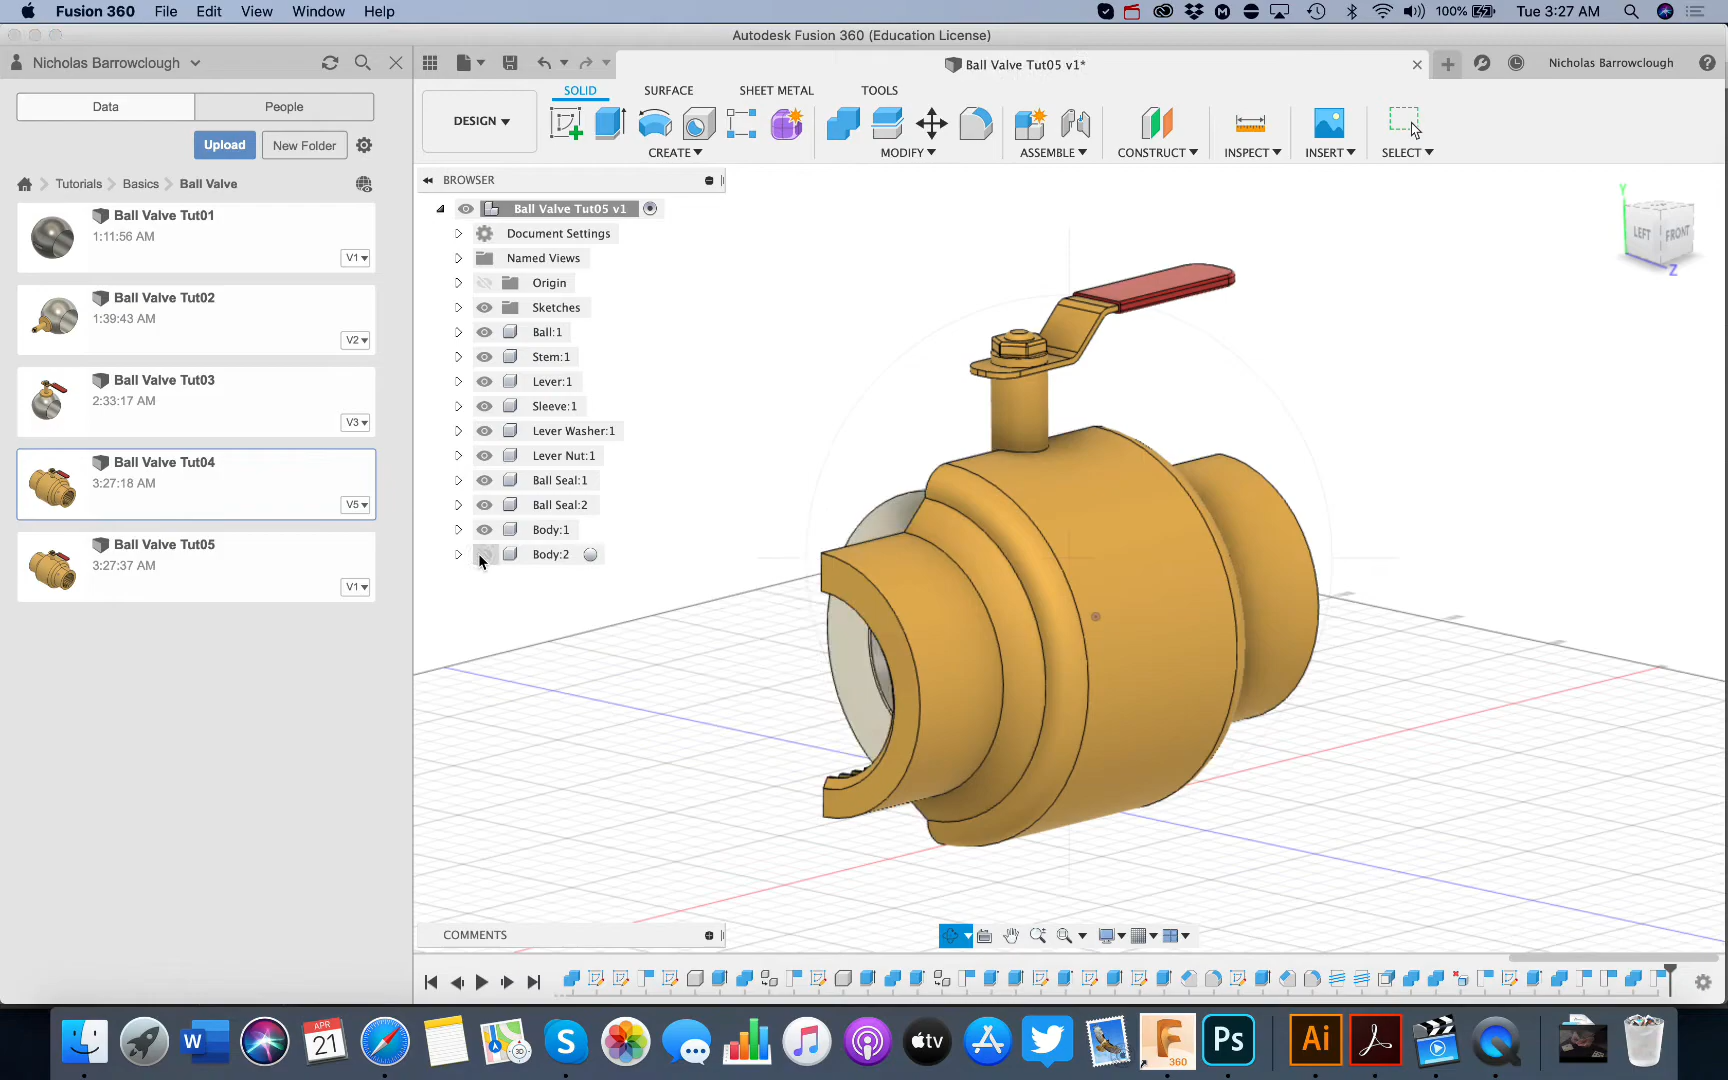 Fusion 360 File Edit View Window Help 100% Tue 3:27 AM
Autodesk Fusion 360 (Education License)
Nicholas Barrowclough
Ball Valve Tut05 v1*
Nicholas Barrowclough
Data People
SOLID SURFACE SHEET METAL TOOLS
DESIGN
Upload New Folder
CREATE MODIFY ASSEMBLE CONSTRUCT INSPECT INSERT SELECT
Tutorials Basics Ball Valve
BROWSER
Ball Valve Tut01
1:11:56 AM
V1
Ball Valve Tut02
1:39:43 AM
V2
Ball Valve Tut03
2:33:17 AM
V3
Ball Valve Tut04
3:27:18 AM
V5
Ball Valve Tut05
3:27:37 AM
V1
Ball Valve Tut05 v1
Document Settings
Named Views
Origin
Sketches
Ball:1
Stem:1
Lever:1
Sleeve:1
Lever Washer:1
Lever Nut:1
Ball Seal:1
Ball Seal:2
Body:1
Body:2
Y
LEFT FRONT
Z
COMMENTS
W
APR
21
3D
S
tv
360
Ps
Ai